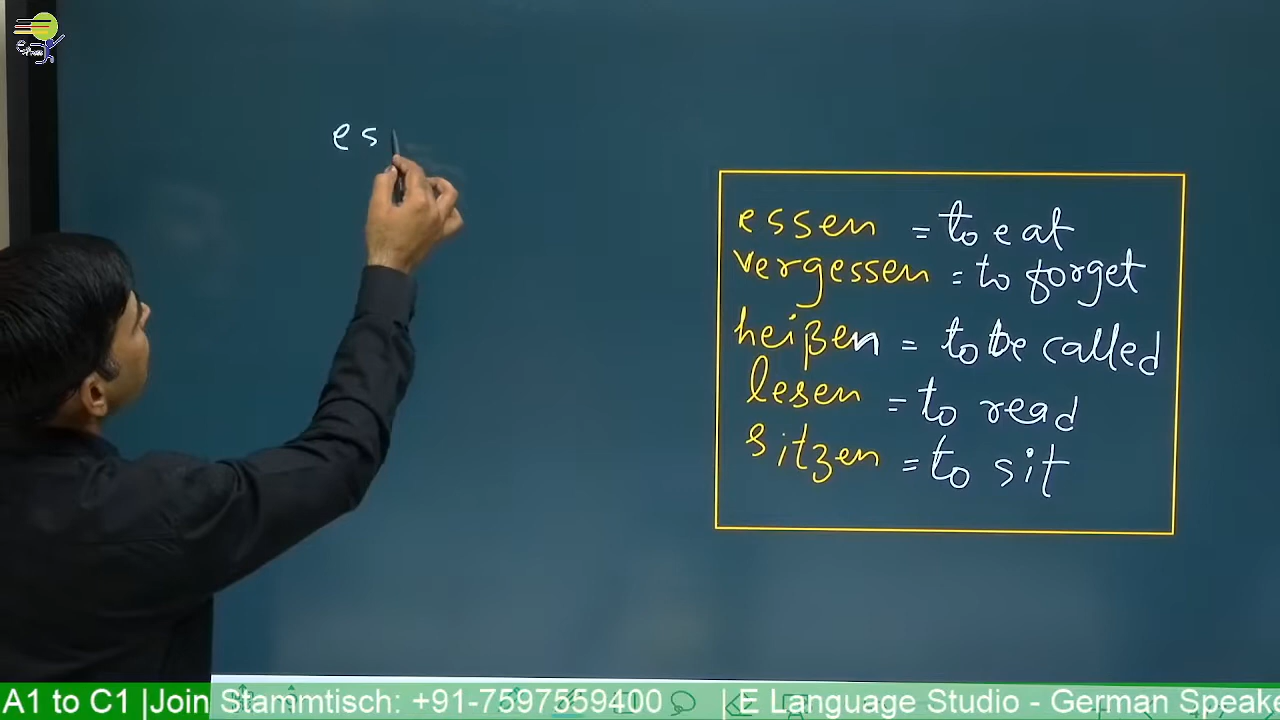 es
essen = to eat
vergessen = to forget
heißen = to be called
lesen = to read
sitzen = to sit
A1 to C1 |Join Stammtisch: +91-7597559400 | E Language Studio - German Speake